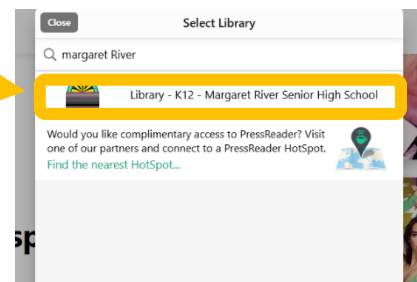 Close
Select Library
margaret River
Library - K12 - Margaret River Senior High School
Would you like complimentary access to PressReader? Visit
one of our partners and connect to a PressReader HotSpot.
Find the nearest HotSpot...
sp